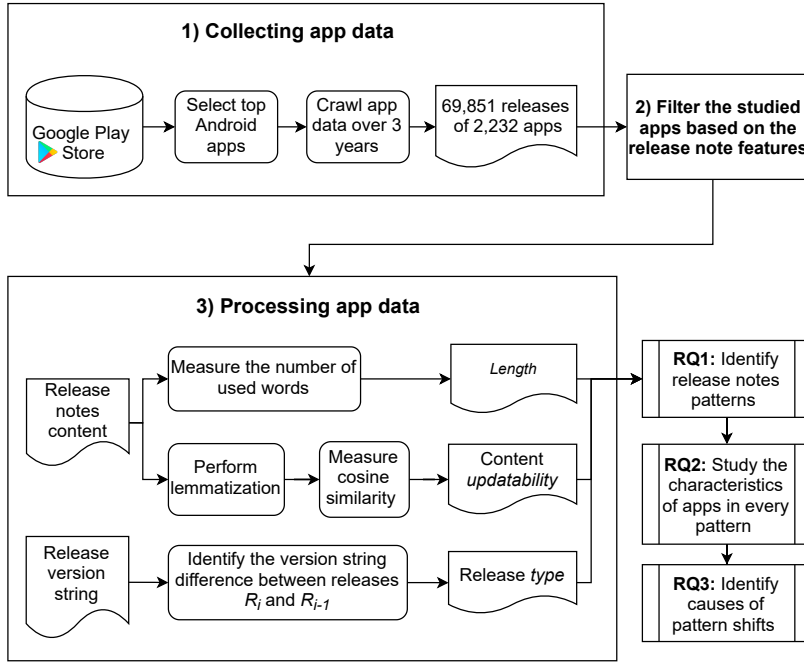 1) Collecting app data
Google Play
Store
Select top
Android
apps
Crawl app
data over 3
years
69,851 releases
of 2,232 apps
2) Filter the studied
apps based on the
release note features
3) Processing app data
Release
notes
content
Measure the number of
used words
Length
Perform
lemmatization
Measure
cosine
similarity
Content
updatability
Release
version
string
Identify the version string
difference between releases
Ri and Ri-1
Release type
RQ1: Identify
release notes
patterns
RQ2: Study the
characteristics
of apps in every
pattern
RQ3: Identify
causes of
pattern shifts